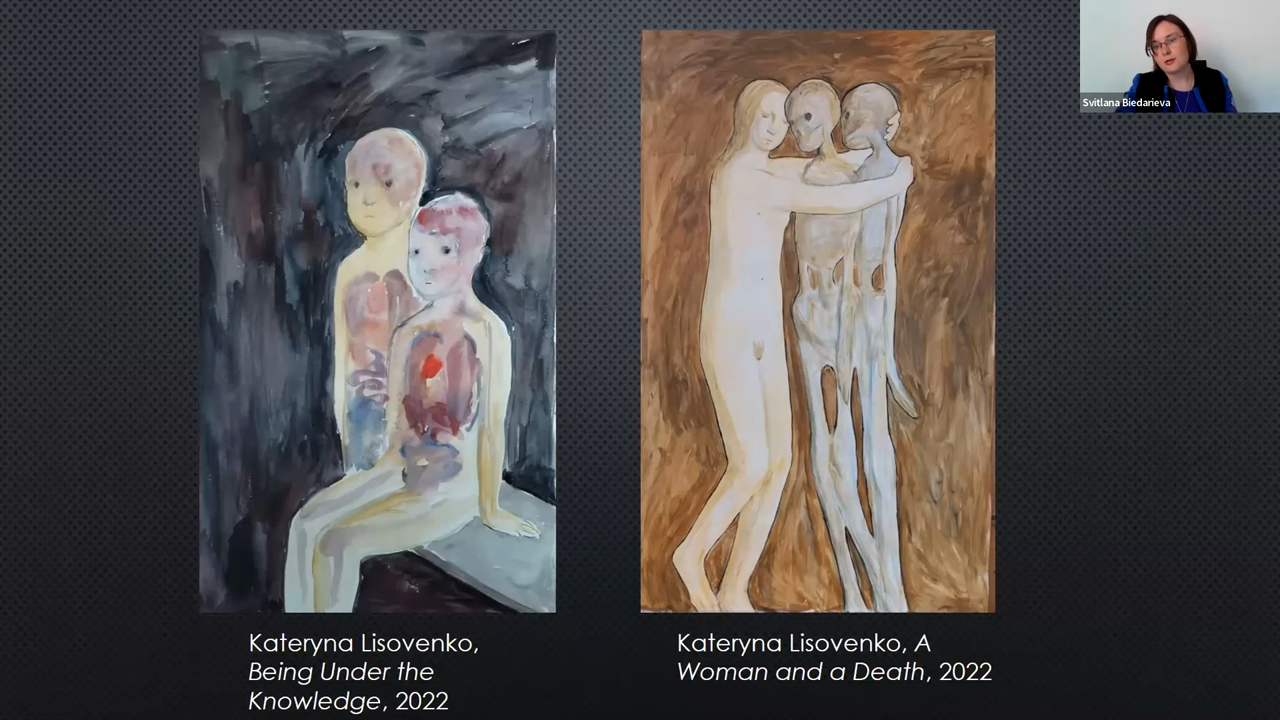 Svitlana Biedarieva
Kateryna Lisovenko,
Being Under the
Knowledge, 2022
Kateryna Lisovenko, A
Woman and a Death, 2022